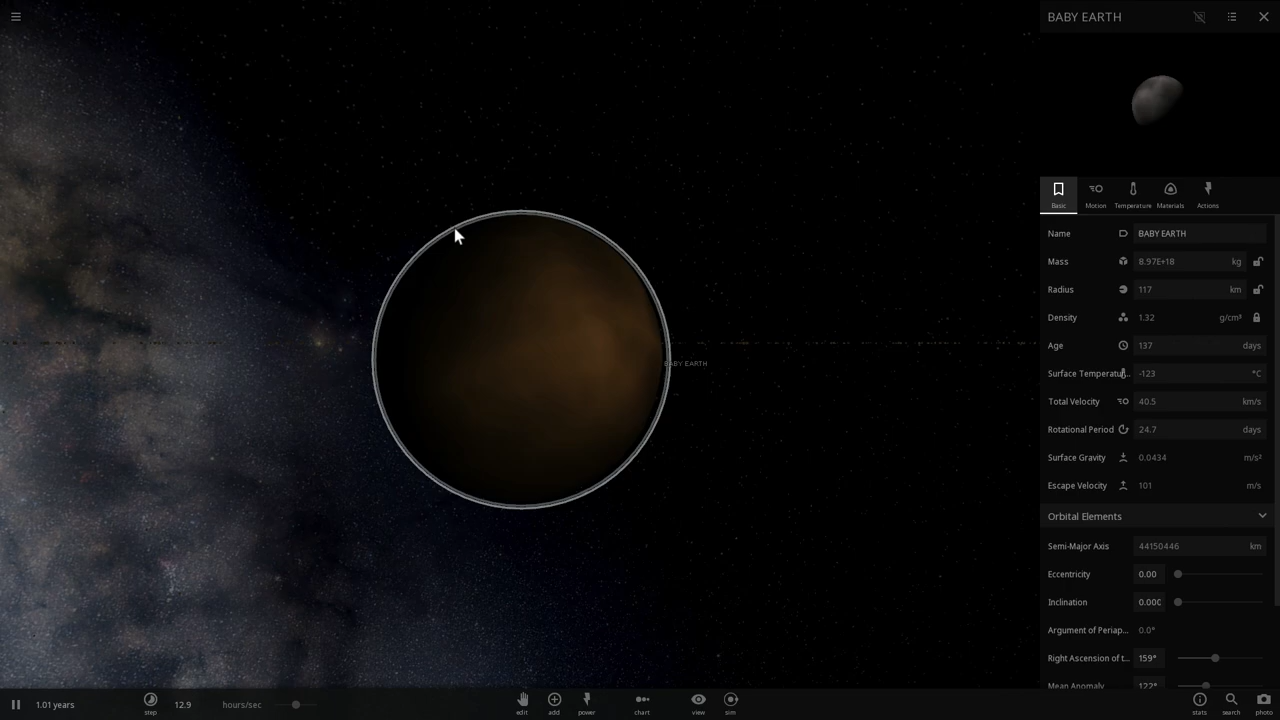 BABY EARTH
Basic Motion Temperature Materials Actions
Name BABY EARTH
Mass 8.97E+18 kg
Radius 117 km
Density 1.32 g/cm³
Age 137 days
Surface Temperatu... -123 °C
Total Velocity 40.5 km/s
Rotational Period 24.7 days
Surface Gravity 0.0434 m/s²
Escape Velocity 101 m/s
Orbital Elements
Semi-Major Axis 44150446 km
Eccentricity 0.00
Inclination 0.000
Argument of Periap... 0.0°
Right Ascension of t... 159°
Mean Anomaly 122°
BABY EARTH
1.01 years step 12.9 hours/sec edit add power chart view sim stats search photo